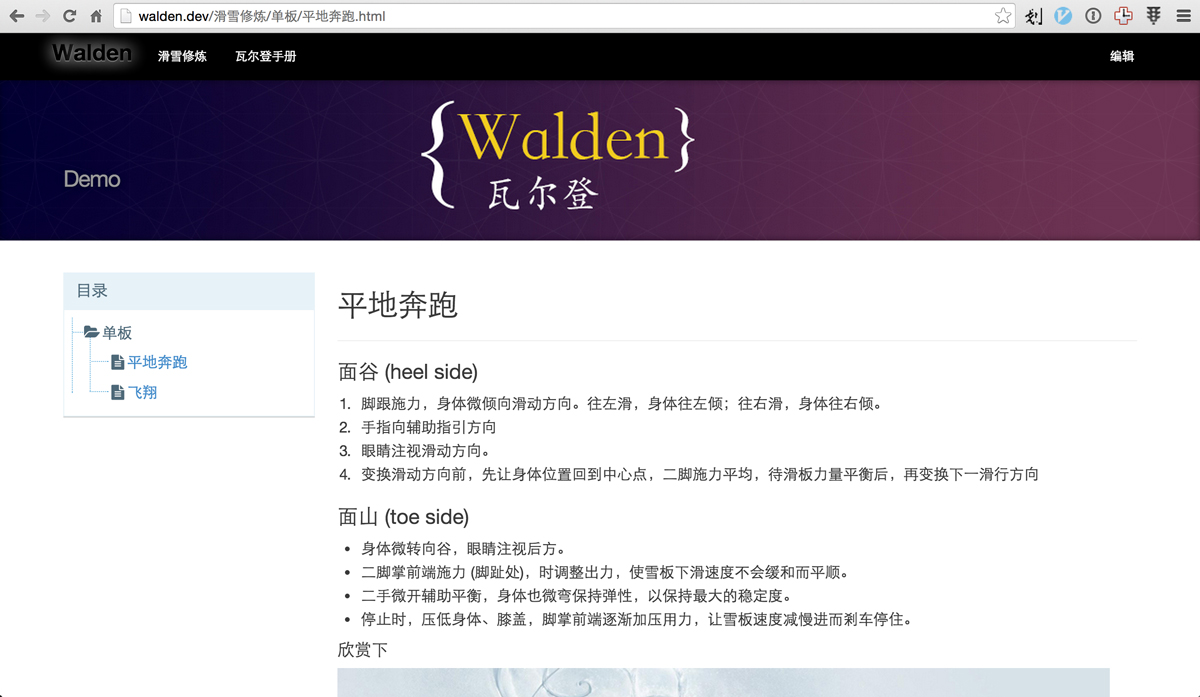 walden.dev/滑雪修炼/单板/平地奔跑.html
Walden 滑雪修炼 瓦尔登手册 编辑
{Walden}
瓦尔登
Demo
目录
单板
平地奔跑
飞翔
平地奔跑
面谷 (heel side)
1. 脚跟施力，身体微倾向滑动方向。往左滑，身体往左倾；往右滑，身体往右倾。
2. 手指向辅助指引方向
3. 眼睛注视滑动方向。
4. 变换滑动方向前，先让身体位置回到中心点，二脚施力平均，待滑板力量平衡后，再变换下一滑行方向
面山 (toe side)
• 身体微转向谷，眼睛注视后方。
• 二脚掌前端施力 (脚趾处)，时调整出力，使雪板下滑速度不会缓和而平顺。
• 二手微开辅助平衡，身体也微弯保持弹性，以保持最大的稳定度。
• 停止时，压低身体、膝盖，脚掌前端逐渐加压用力，让雪板速度减慢进而刹车停住。
欣赏下